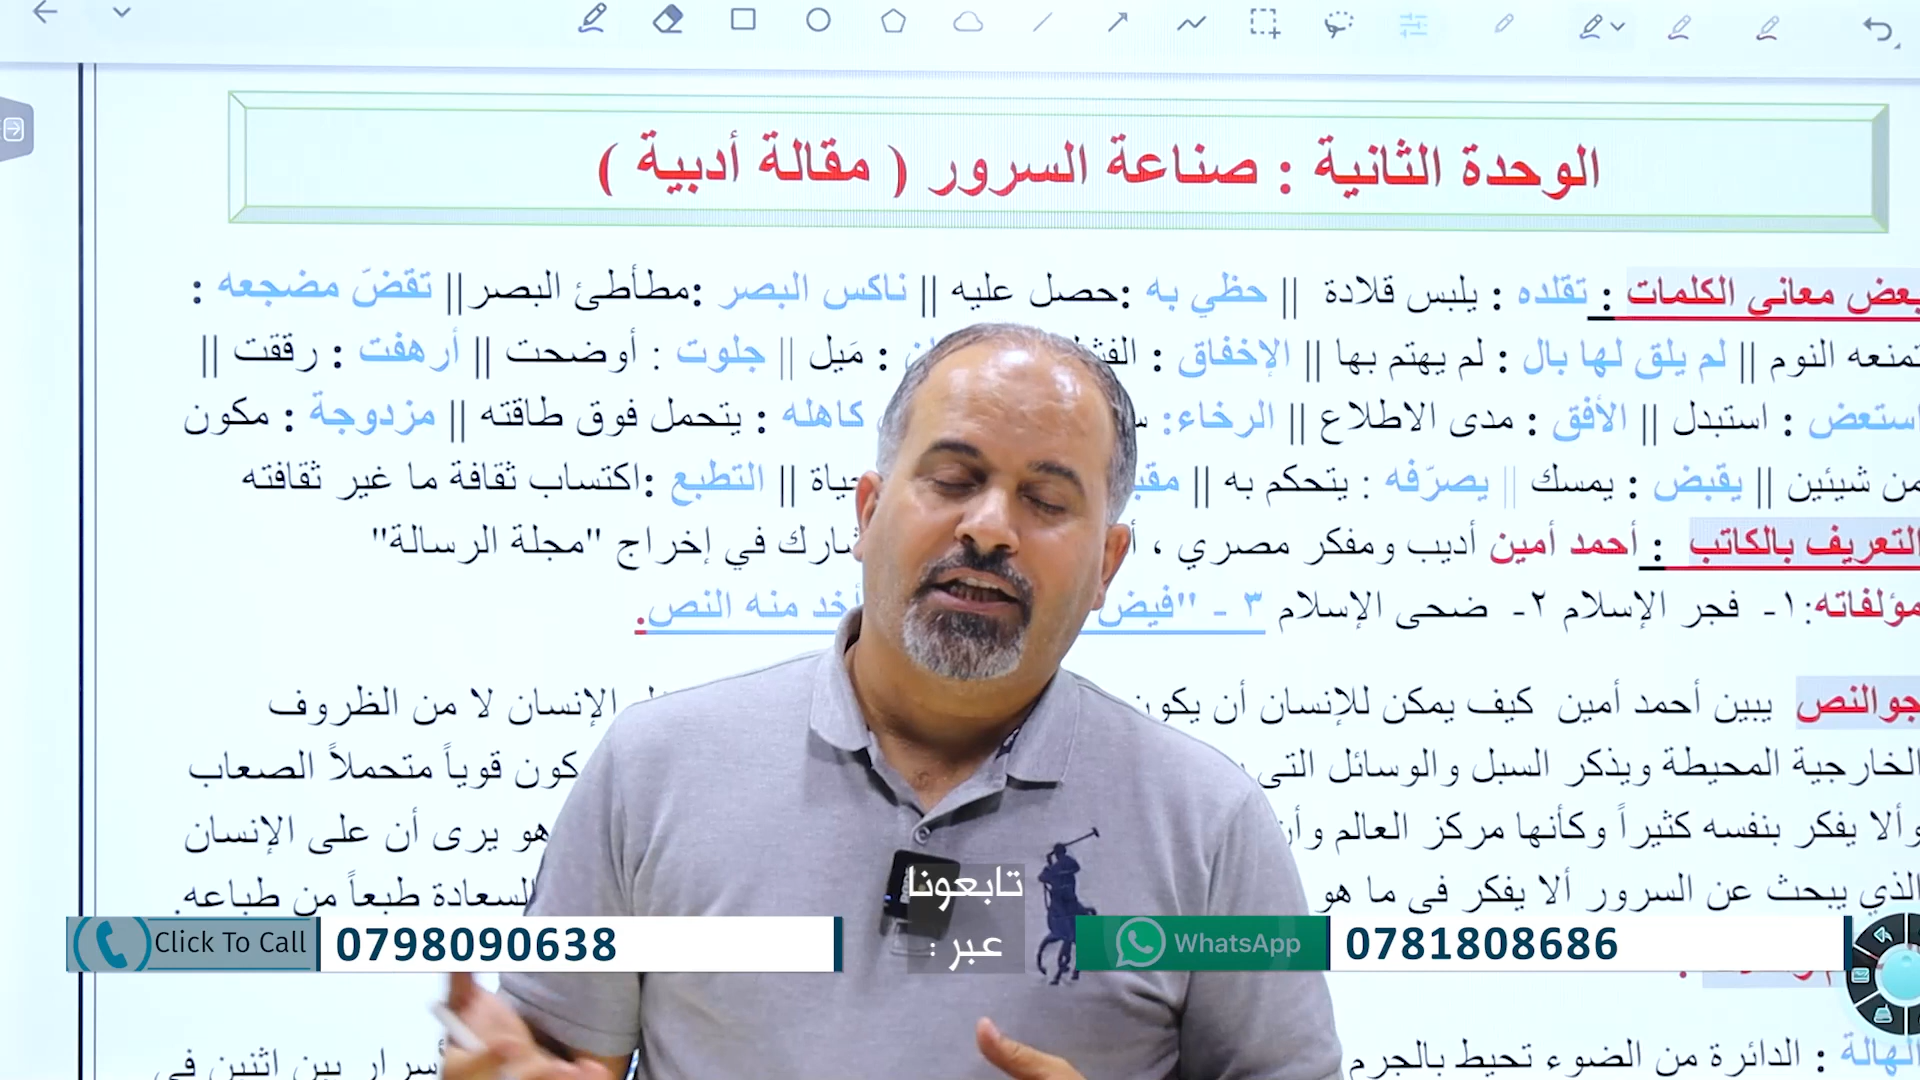 الوحدة الثانية : صناعة السرور ( مقالة أدبية )
بعض معاني الكلمات : تقلده : يلبس قلادة || حظي به :حصل عليه || ناكس البصر :مطأطئ البصر || تقضَ مضجعه :
تمنعه النوم || لم يلق لها بال : لم يهتم بها || الإخفاق : : مَيل || جلوت : أوضحت || أرهفت : رققت ||
استعض : استبدل || الأفق : مدى الاطلاع || الرخاء: كاهله : يتحمل فوق طاقته || مزدوجة : مكون
من شيئين || يقبض : يمسك || يصرَفه : يتحكم به || || التطبع :اكتساب ثقافة ما غير ثقافته
التعريف بالكاتب : أحمد أمين أديب ومفكر مصري ، في إخراج "مجلة الرسالة"
مؤلفاته:١- فجر الإسلام ٢- ضحى الإسلام ٣ - "فيض منه النص.
جو النص يبين أحمد أمين كيف يمكن للإنسان أن يكون الإنسان لا من الظروف
الخارجية المحيطة ويذكر السبل والوسائل التي قوياً متحملاً الصعاب
وألا يفكر بنفسه كثيراً وكأنها مركز العالم هو يرى أن على الإنسان
الذي يبحث عن السرور ألا يفكر في ما هو السعادة طبعاً من طباعه.
تابعونا
عبر :
Click To Call 0798090638
WhatsApp 0781808686
الهالة : الدائرة من الضوء تحيط بالجرم أسرار بين اثنين في